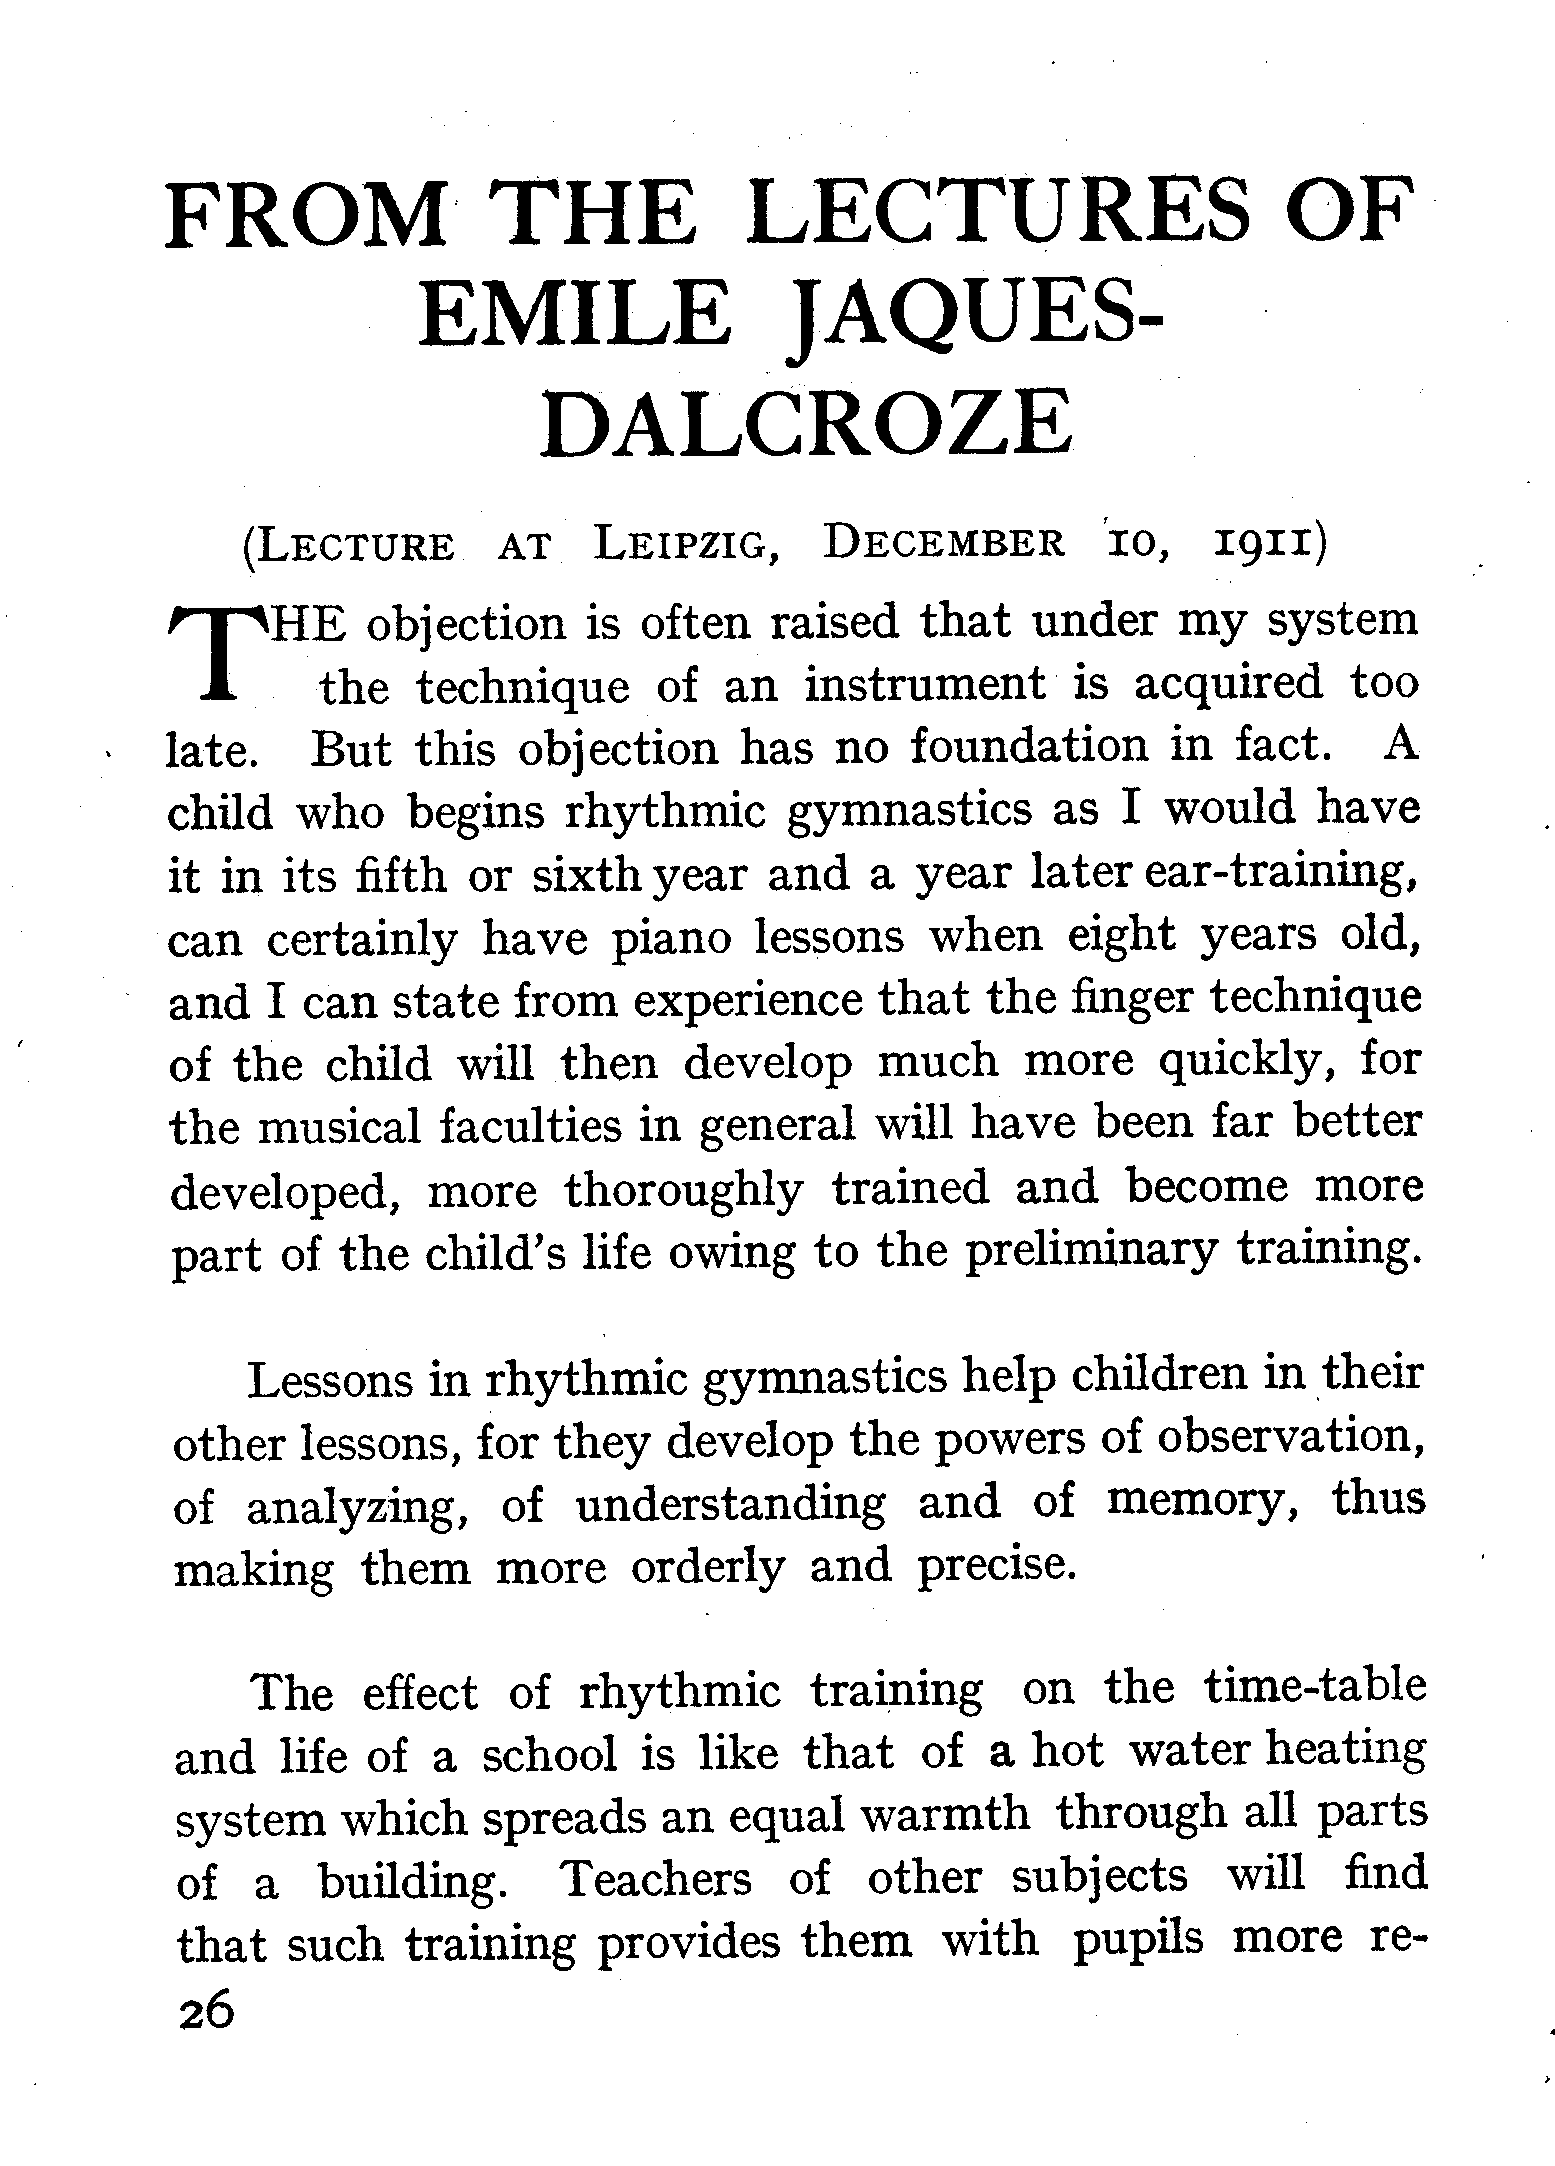 FROM THE LECTURES OF
EMILE JAQUES-
DALCROZE
(LECTURE AT LEIPZIG, DECEMBER 10, 1911)
THE objection is often raised that under my system
the technique of an instrument is acquired too
late. But this objection has no foundation in fact. A
child who begins rhythmic gymnastics as I would have
it in its fifth or sixth year and a year later ear-training,
can certainly have piano lessons when eight years old,
and I can state from experience that the finger technique
of the child will then develop much more quickly, for
the musical faculties in general will have been far better
developed, more thoroughly trained and become more
part of the child's life owing to the preliminary training.
Lessons in rhythmic gymnastics help children in their
other lessons, for they develop the powers of observation,
of analyzing, of understanding and of memory, thus
making them more orderly and precise.
The effect of rhythmic training on the time-table
and life of a school is like that of a hot water heating
system which spreads an equal warmth through all parts
of a building. Teachers of other subjects will find
that such training provides them with pupils more re-
26